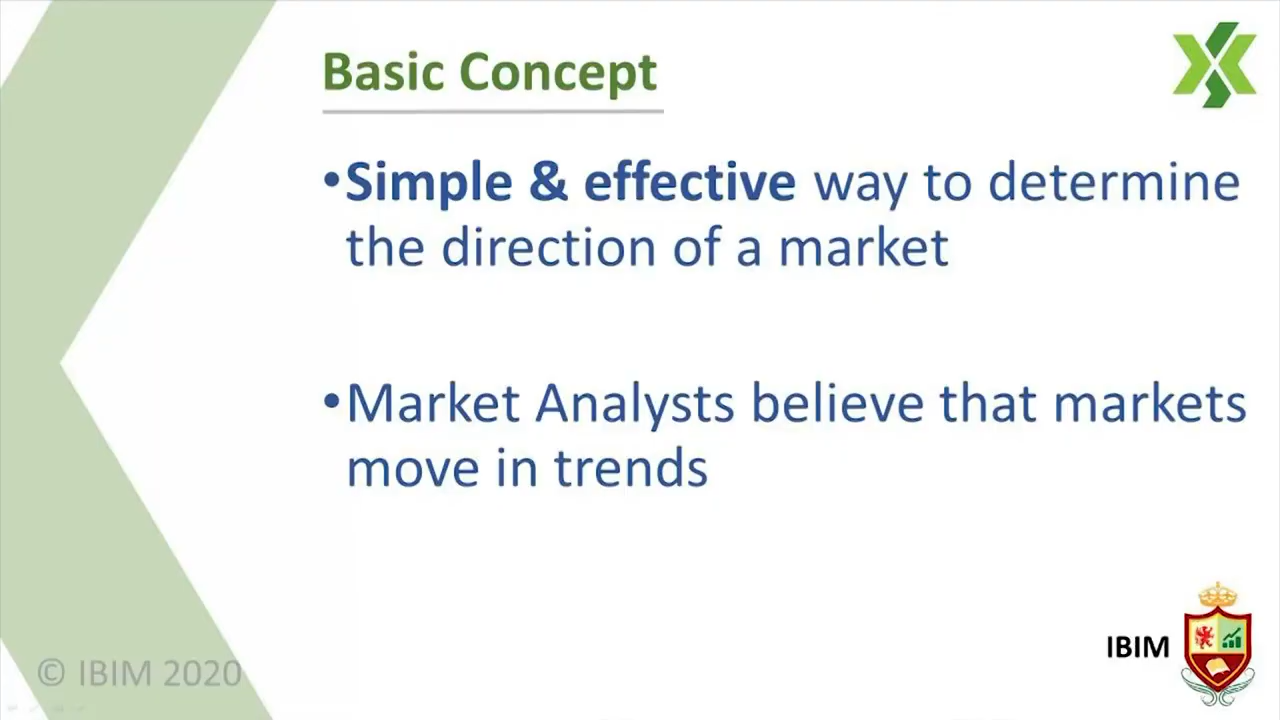 Basic Concept
•Simple & effective way to determine
the direction of a market
•Market Analysts believe that markets
move in trends
IBIM
© IBIM 2020